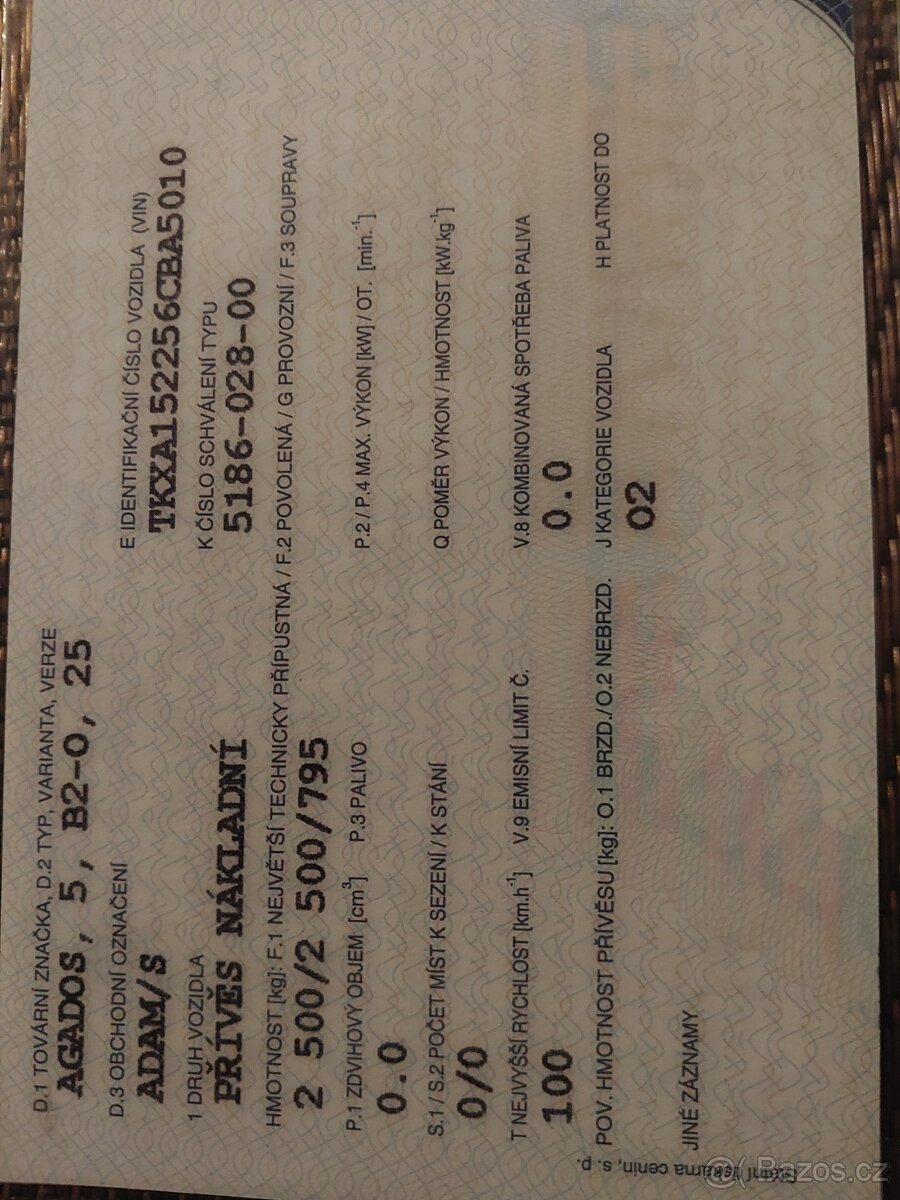 D.1 TOVÁRNÍ ZNAČKA, D.2 TYP, VARIANTA, VERZE
AGADOS, 5, B2-O, 25
D.3 OBCHODNÍ OZNAČENÍ E IDENTIFIKAČNÍ ČÍSLO VOZIDLA (VIN)
ADAM/S TKXA152256CBA5010
1 DRUH VOZIDLA K ČÍSLO SCHVÁLENÍ TYPU
PŘÍVĚS NÁKLADNÍ 5186-028-00
HMOTNOST [kg]: F.1 NEJVĚTŠÍ TECHNICKY PŘÍPUSTNÁ / F.2 POVOLENÁ / G PROVOZNÍ / F.3 SOUPRAVY
2 500/2 500/795
P.1 ZDVIHOVÝ OBJEM [cm³] P.3 PALIVO P.2 / P.4 MAX. VÝKON [kW] / OT. [min.⁻¹]
0.0
S.1 / S.2 POČET MÍST K SEZENÍ / K STÁNÍ Q POMĚR VÝKON / HMOTNOST [kW.kg⁻¹]
0/0
T NEJVYŠŠÍ RYCHLOST [km.h⁻¹] V.9 EMISNÍ LIMIT Č. V.8 KOMBINOVANÁ SPOTŘEBA PALIVA
100 0.0
POV. HMOTNOST PŘÍVĚSU [kg]: O.1 BRZD./O.2 NEBRZD. J KATEGORIE VOZIDLA H PLATNOST DO
O2
JINÉ ZÁZNAMY
Státní tiskárna cenin, s. p.
Bazos.cz